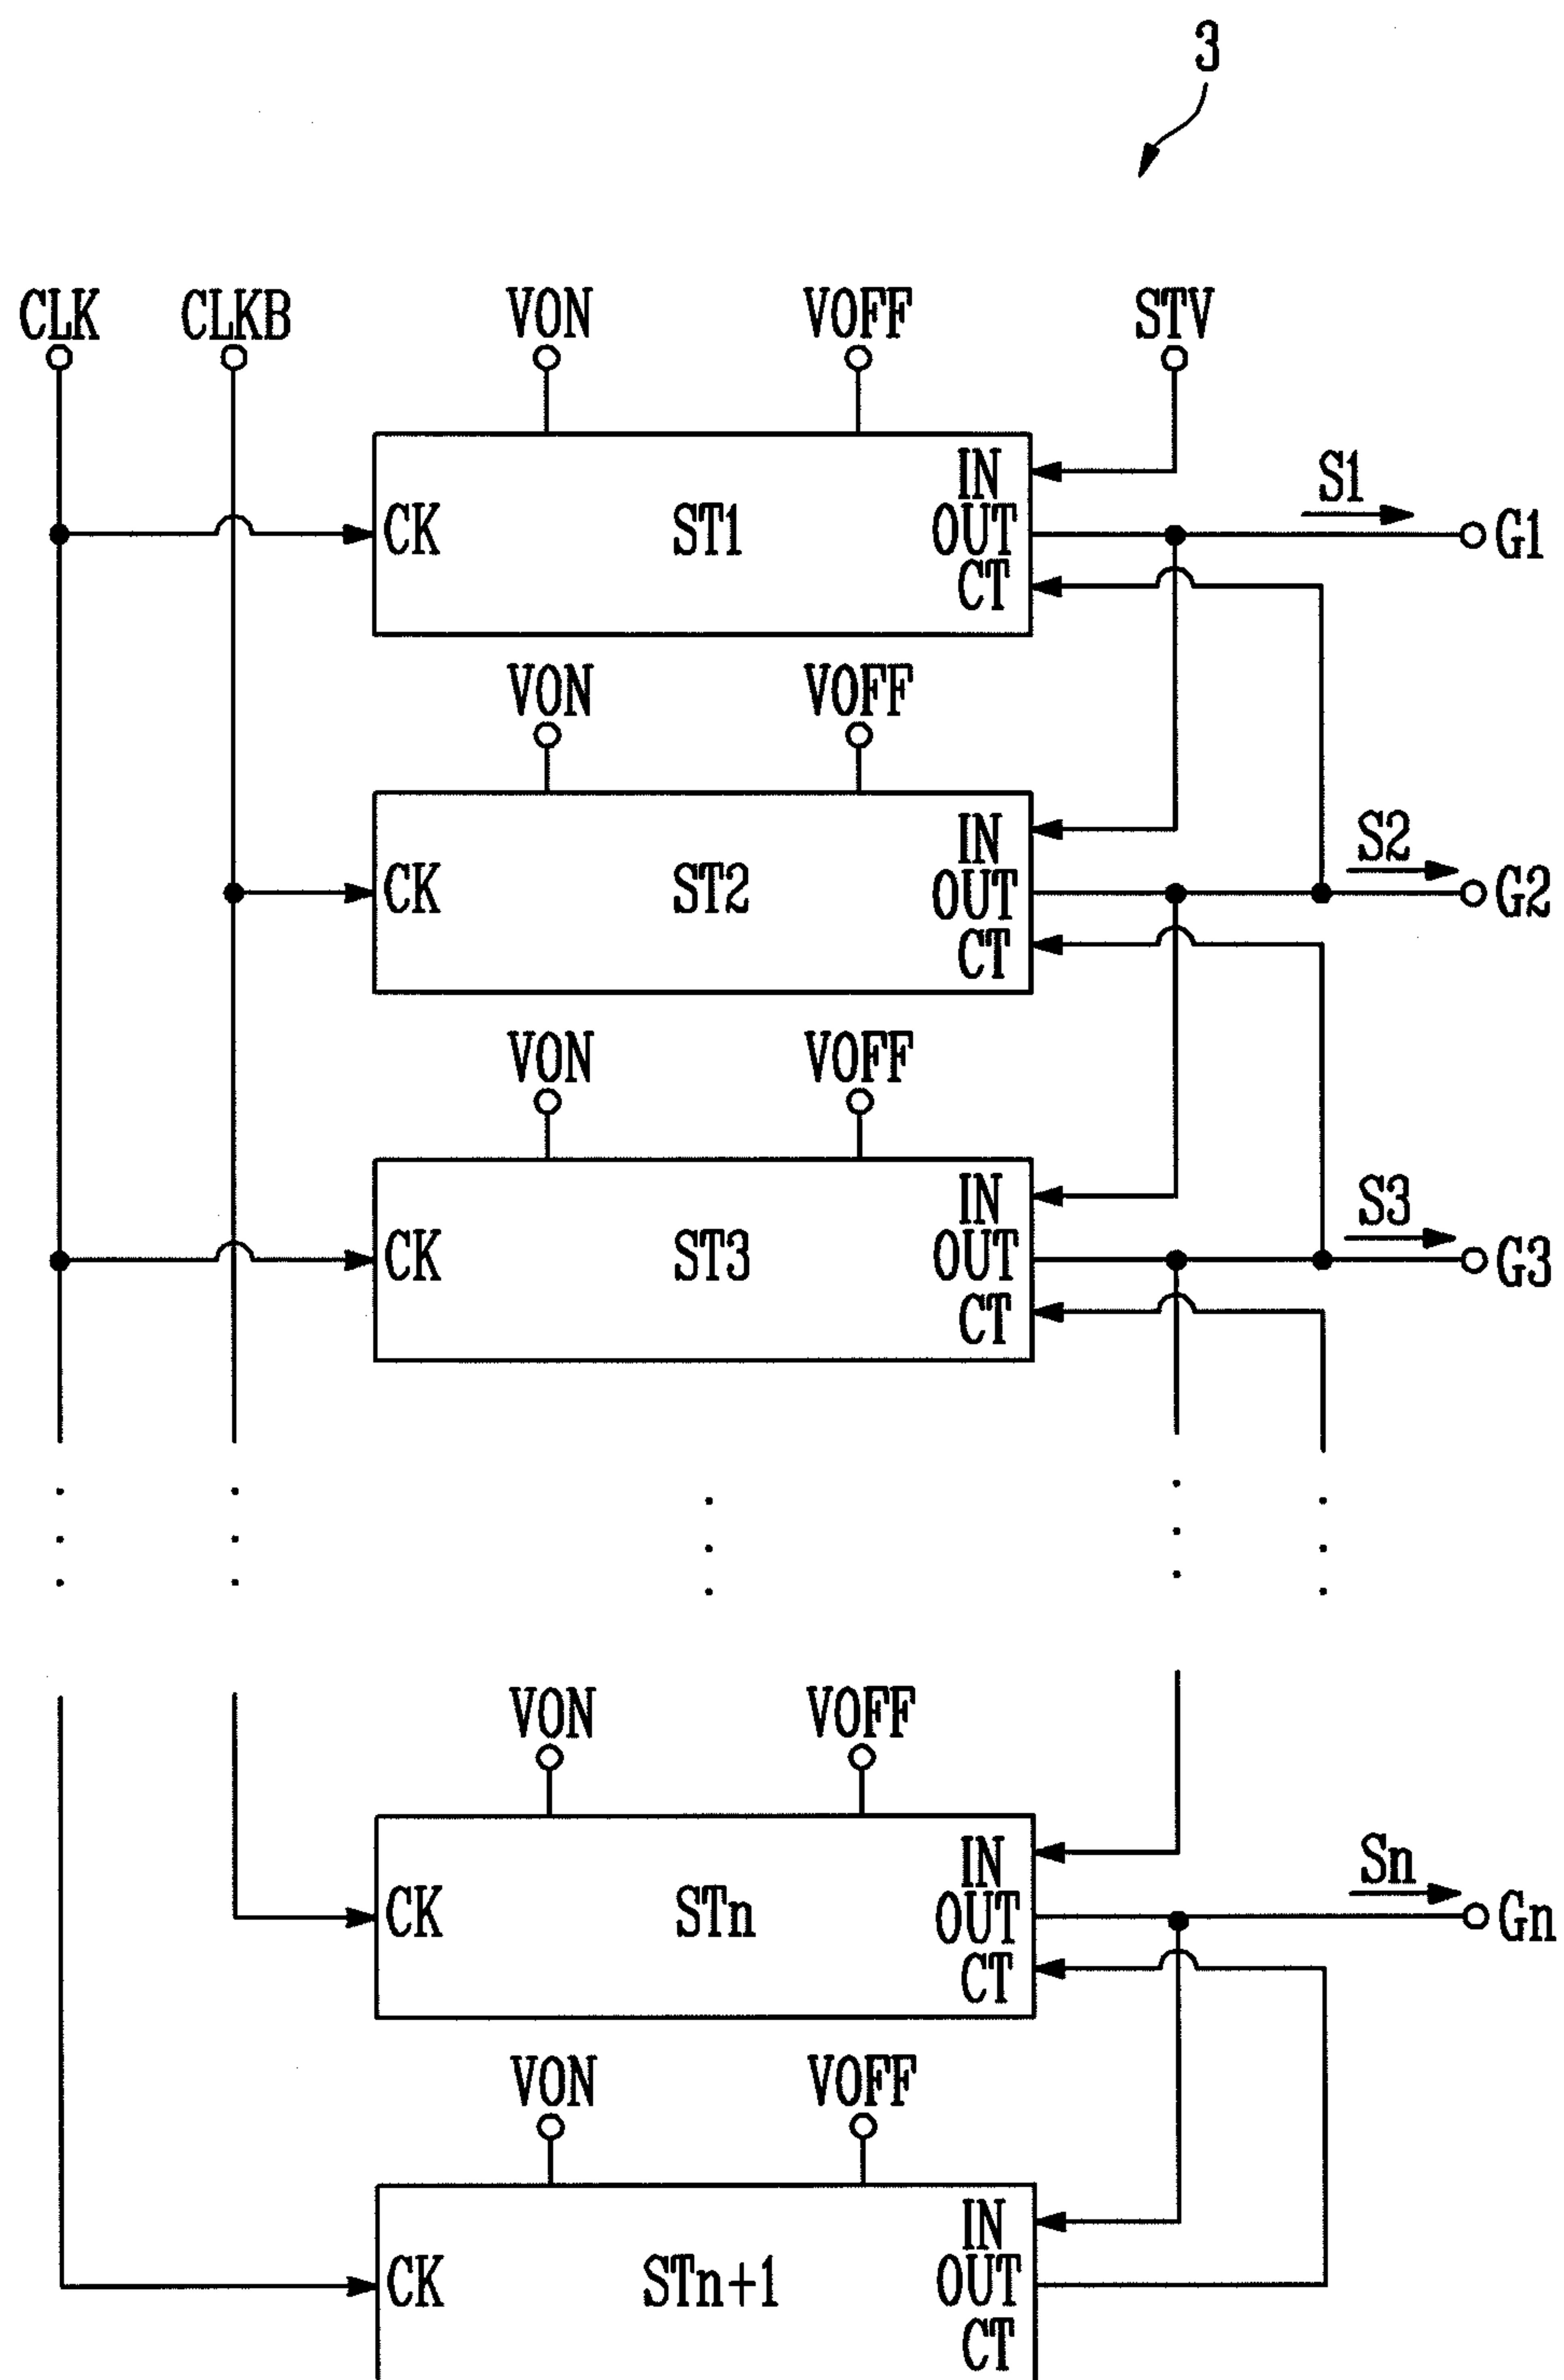 3
CLK CLKB VON VOFF STV
IN
S1
CK ST1 OUT G1
CT
VON VOFF
IN
S2
CK ST2 OUT G2
CT
VON VOFF
IN
S3
CK ST3 OUT G3
CT
VON VOFF
IN
Sn
CK STn OUT Gn
CT
VON VOFF
IN
CK STn+1 OUT
CT